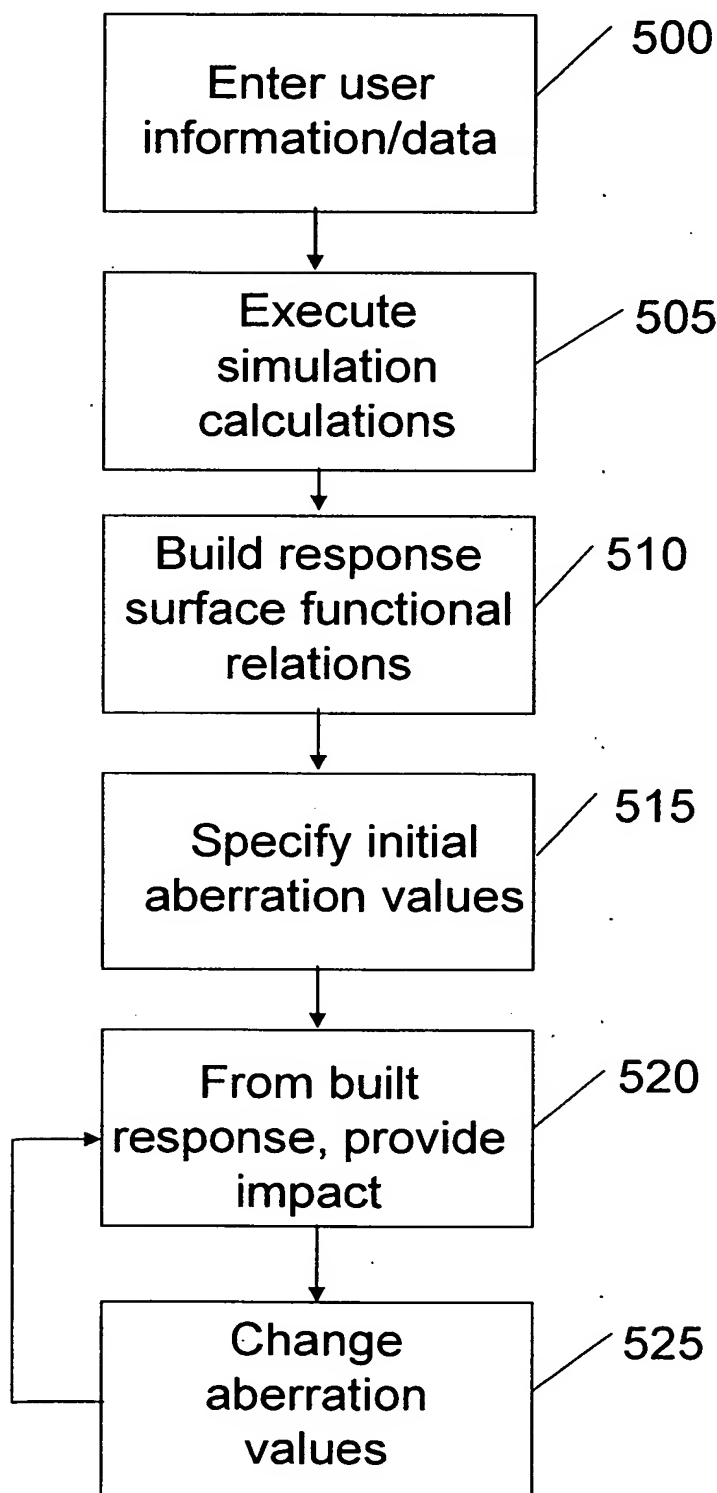 500
Enter user
information/data
505
Execute
simulation
calculations
510
Build response
surface functional
relations
515
Specify initial
aberration values
520
From built
response, provide
impact
525
Change
aberration
values